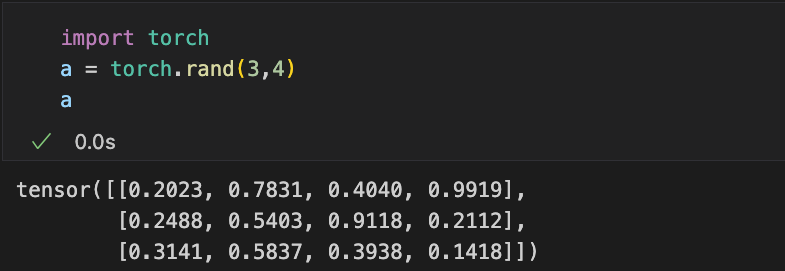 import torch
a = torch.rand(3,4)
a
0.0s
tensor([[0.2023, 0.7831, 0.4040, 0.9919],
[0.2488, 0.5403, 0.9118, 0.2112],
[0.3141, 0.5837, 0.3938, 0.1418]])